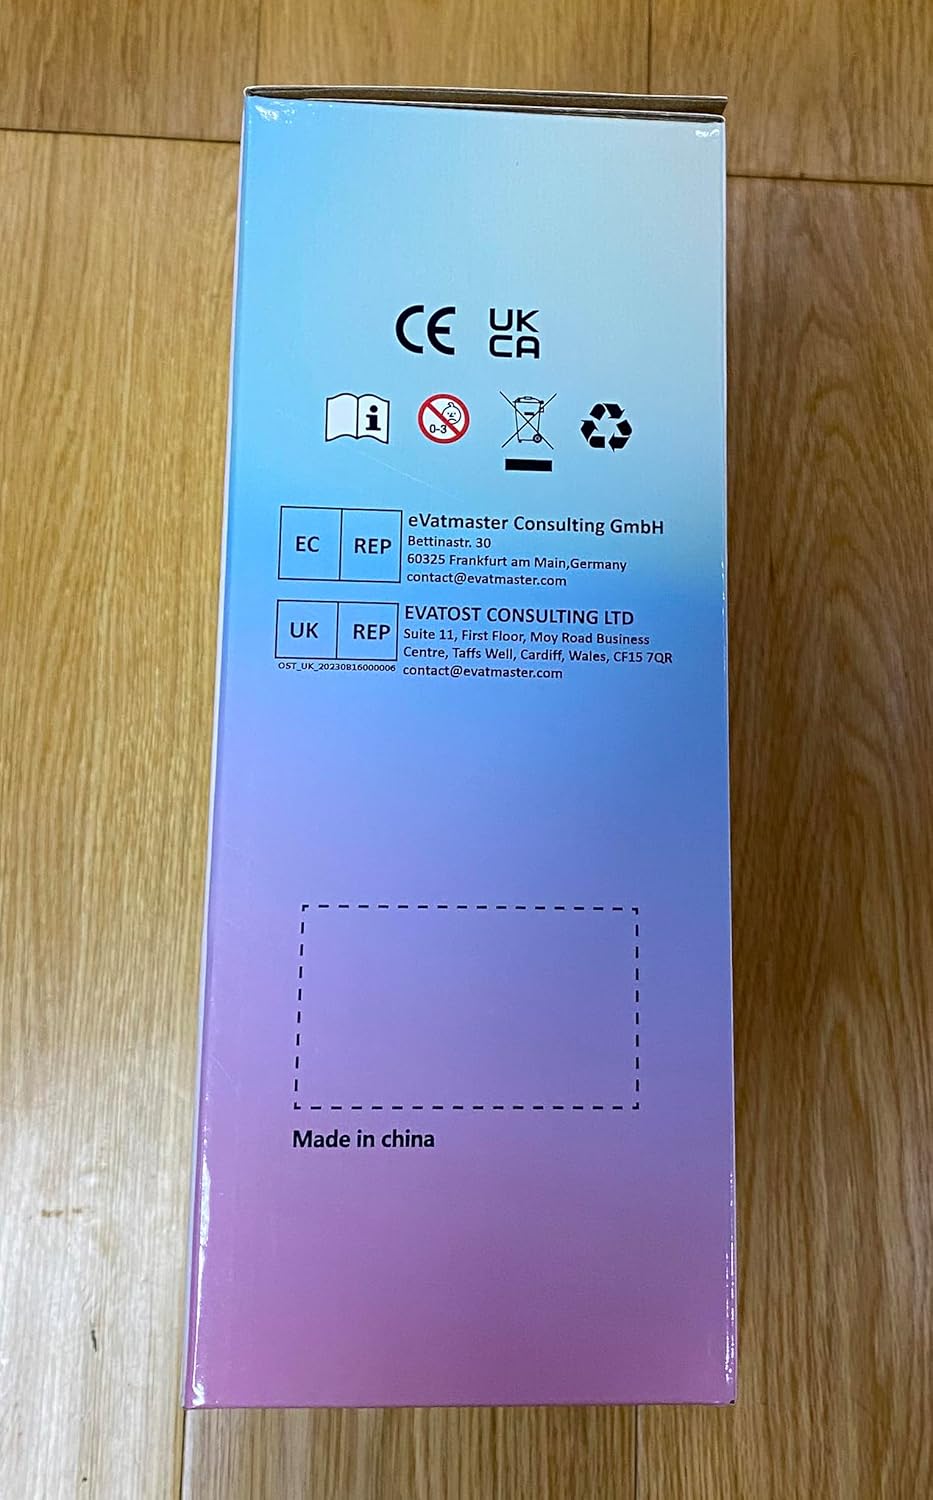 CE
UK
CA
i
0-3
EC REP
eVatmaster Consulting GmbH
Bettinastr. 30
60325 Frankfurt am Main,Germany
contact@evatmaster.com
UK REP
OST_UK_20230816000006
EVATOST CONSULTING LTD
Suite 11, First Floor, Moy Road Business
Centre, Taffs Well, Cardiff, Wales, CF15 7QR
contact@evatmaster.com
Made in china